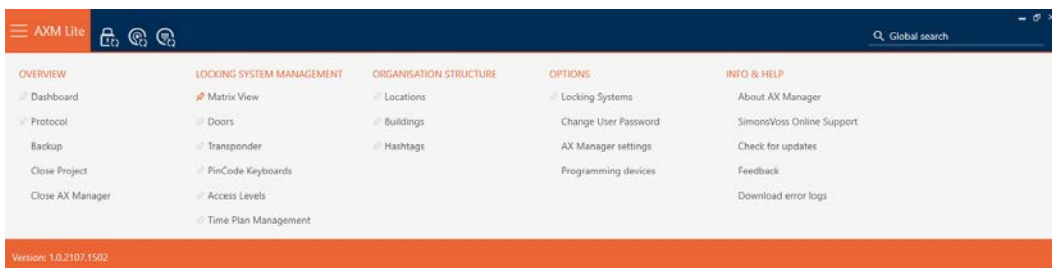 AXM Lite
Global search
OVERVIEW
Dashboard
Protocol
Backup
Close Project
Close AX Manager
LOCKING SYSTEM MANAGEMENT
Matrix View
Doors
Transponder
PinCode Keyboards
Access Levels
Time Plan Management
ORGANISATION STRUCTURE
Locations
Buildings
Hashtags
OPTIONS
Locking Systems
Change User Password
AX Manager settings
Programming devices
INFO & HELP
About AX Manager
SimonsVoss Online Support
Check for updates
Feedback
Download error logs
Version: 1.0.2107.1502